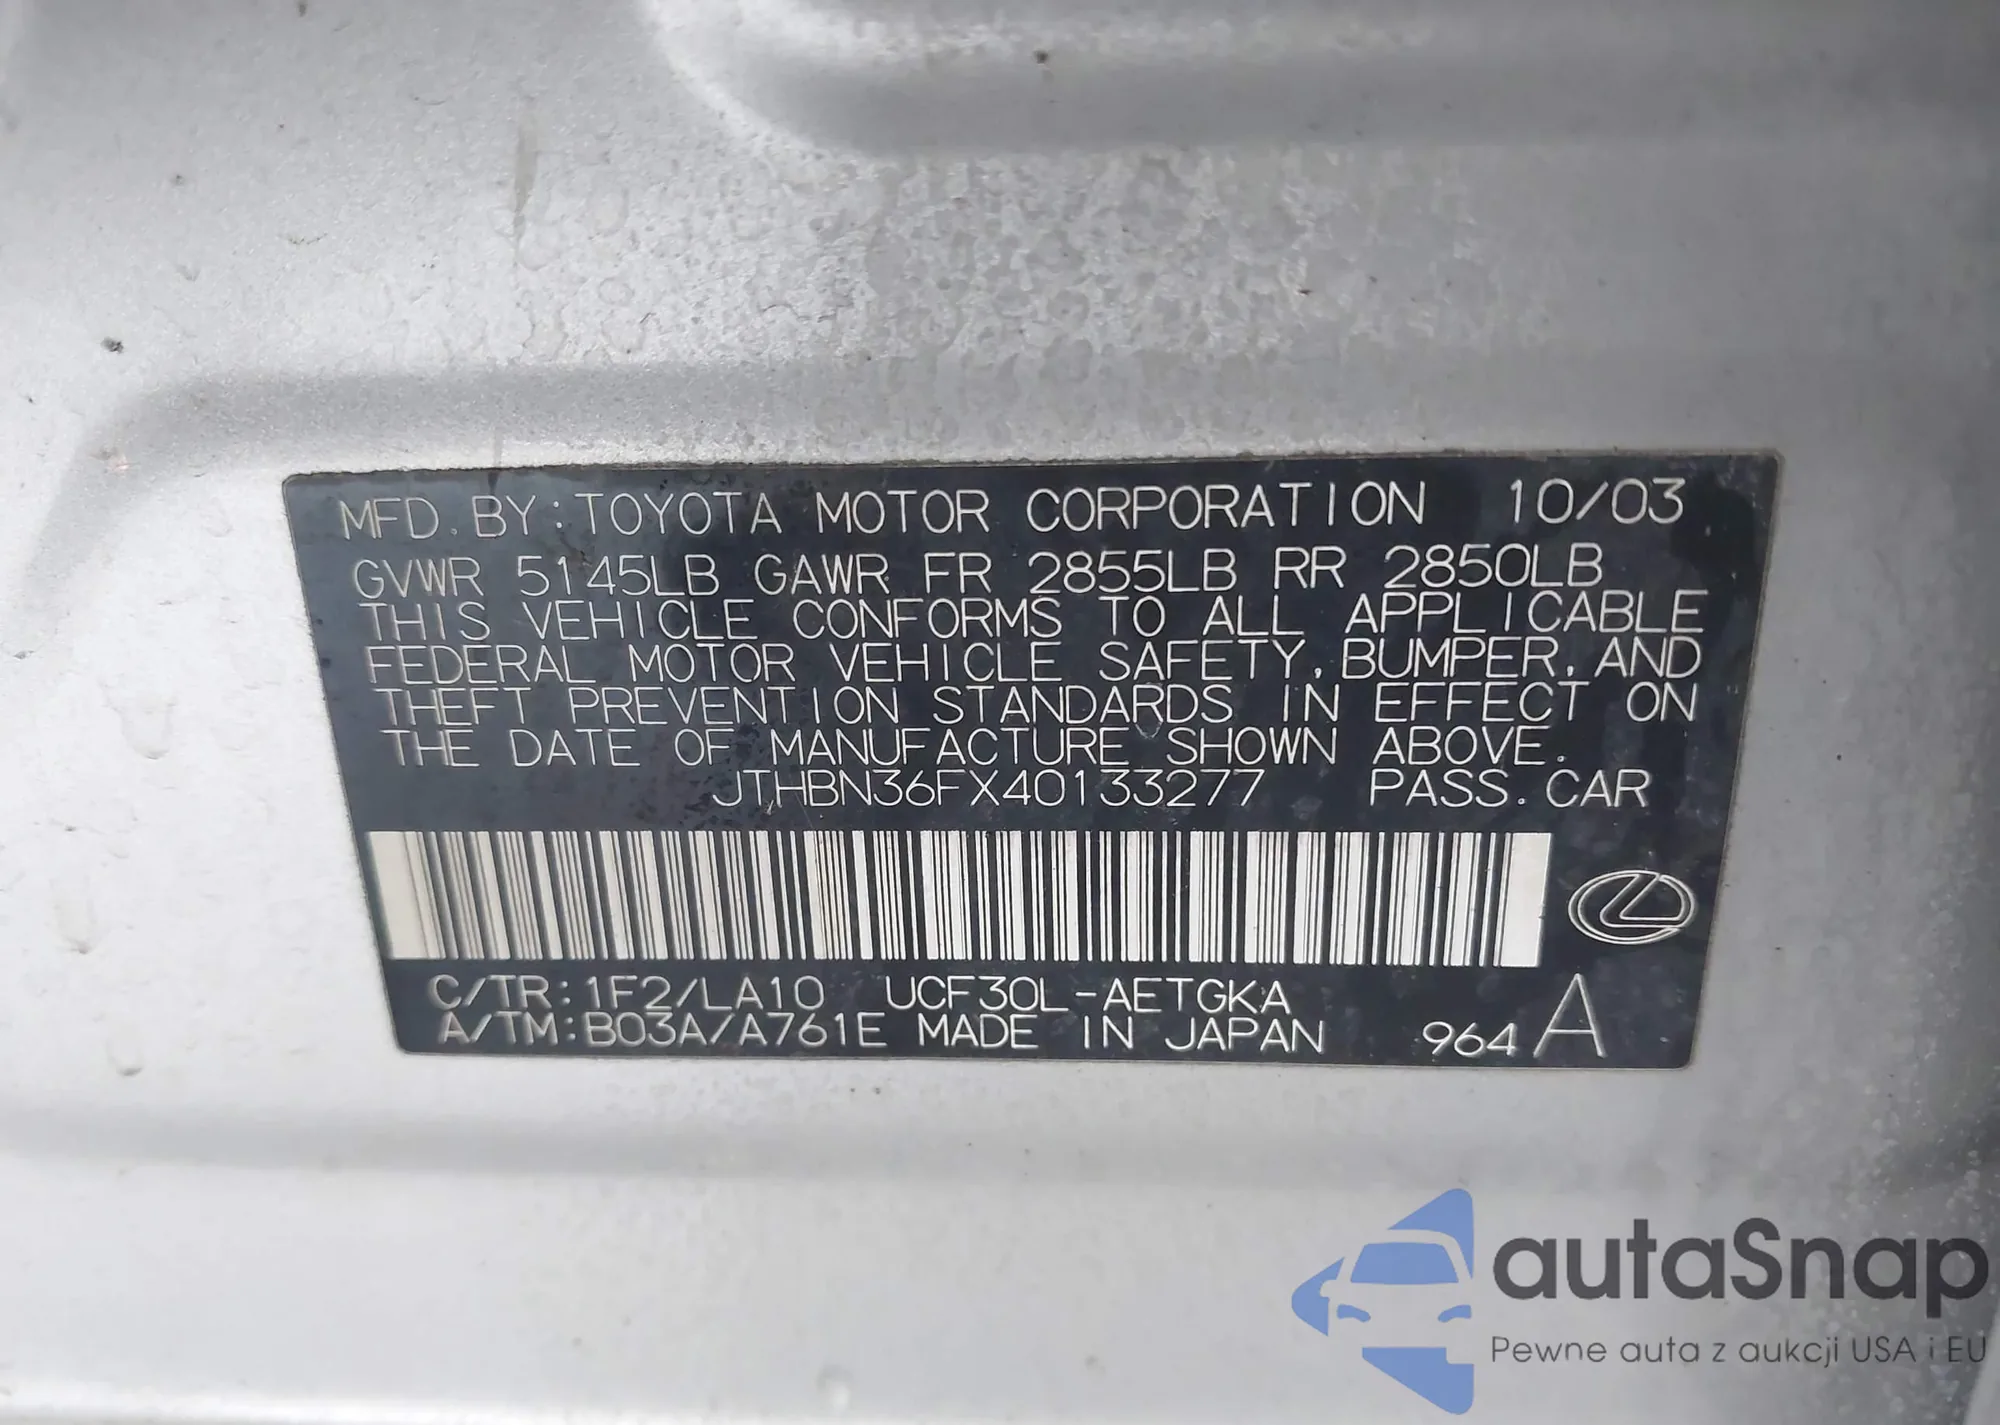 MFD. BY: TOYOTA MOTOR CORPORATION 10/03
GVWR 5145LB GAWR FR 2855LB RR 2850LB
THIS VEHICLE CONFORMS TO ALL APPLICABLE
FEDERAL MOTOR VEHICLE SAFETY, BUMPER, AND
THEFT PREVENTION STANDARDS IN EFFECT ON
THE DATE OF MANUFACTURE SHOWN ABOVE.
JTHBN36FX40133277 PASS. CAR
C/TR: 1F2/LA10 UCF30L-AETGKA
A/TM: B03A/A761E MADE IN JAPAN 964 A
autaSnap
Pewne auta z aukcji USA i EU